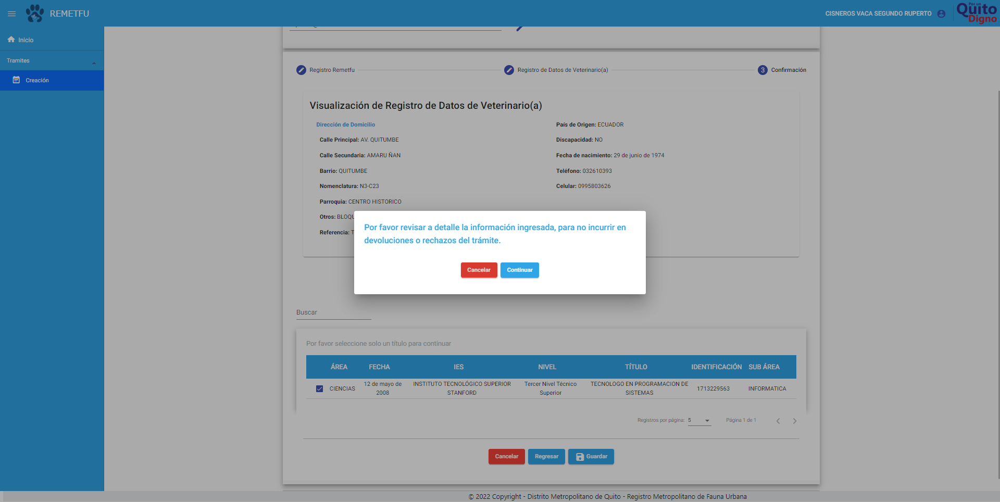 REMETFU
CISNEROS VACA SEGUNDO RUPERTO
Por un
Quito
Digno
Inicio
Tramites
Creación
Registro Remetfu
Registro de Datos de Veterinario(a)
3 Confirmación
Visualización de Registro de Datos de Veterinario(a)
Dirección de Domicilio
País de Origen: ECUADOR
Calle Principal: AV. QUITUMBE
Discapacidad: NO
Calle Secundaria: AMARU ÑAN
Fecha de nacimiento: 29 de junio de 1974
Barrio: QUITUMBE
Teléfono: 032610393
Nomenclatura: N3-C23
Celular: 0995803626
Parroquia: CENTRO HISTORICO
Otros: BLOQU
Referencia: T
Por favor revisar a detalle la información ingresada, para no incurrir en
devoluciones o rechazos del trámite.
Cancelar
Continuar
Buscar
Por favor seleccione solo un título para continuar
ÁREA FECHA IES NIVEL TÍTULO IDENTIFICACIÓN SUB ÁREA
CIENCIAS
12 de mayo de
2008
INSTITUTO TECNOLÓGICO SUPERIOR
STANFORD
Tercer Nivel Técnico
Superior
TECNOLOGO EN PROGRAMACION DE
SISTEMAS
1713229563
INFORMATICA
Registros por página: 5
Página 1 de 1
Cancelar
Regresar
Guardar
© 2022 Copyright - Distrito Metropolitano de Quito - Registro Metropolitano de Fauna Urbana